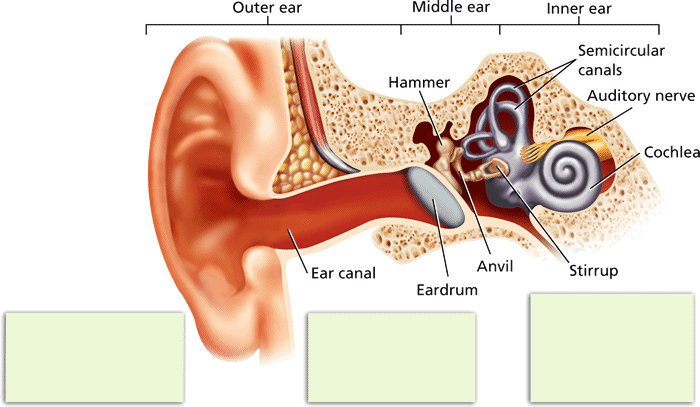 Outer ear
Middle ear
Inner ear
Semicircular
canals
Hammer
Auditory nerve
Cochlea
Ear canal
Anvil
Stirrup
Eardrum